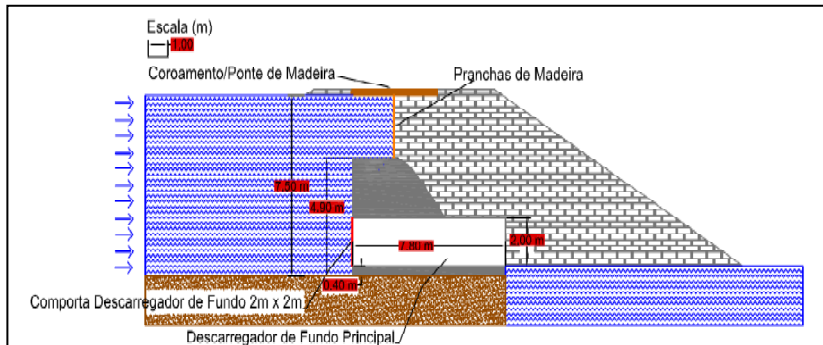 Escala (m)
1,00
Coroamento/Ponte de Madeira
Pranchas de Madeira
7,50 m
4,90 m
7,80 m
2,00 m
0,40 m
Comporta Descarregador de Fundo 2m x 2m
Descarregador de Fundo Principal